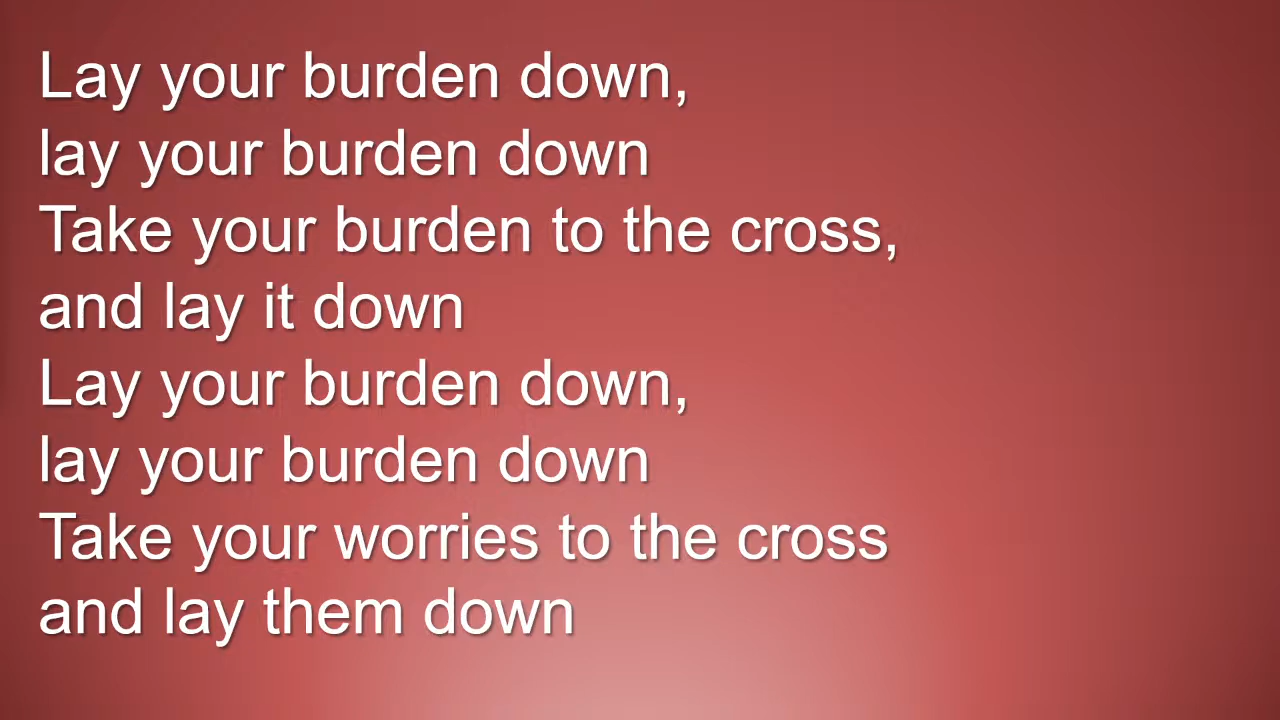 Lay your burden down,
lay your burden down
Take your burden to the cross,
and lay it down
Lay your burden down,
lay your burden down
Take your worries to the cross
and lay them down